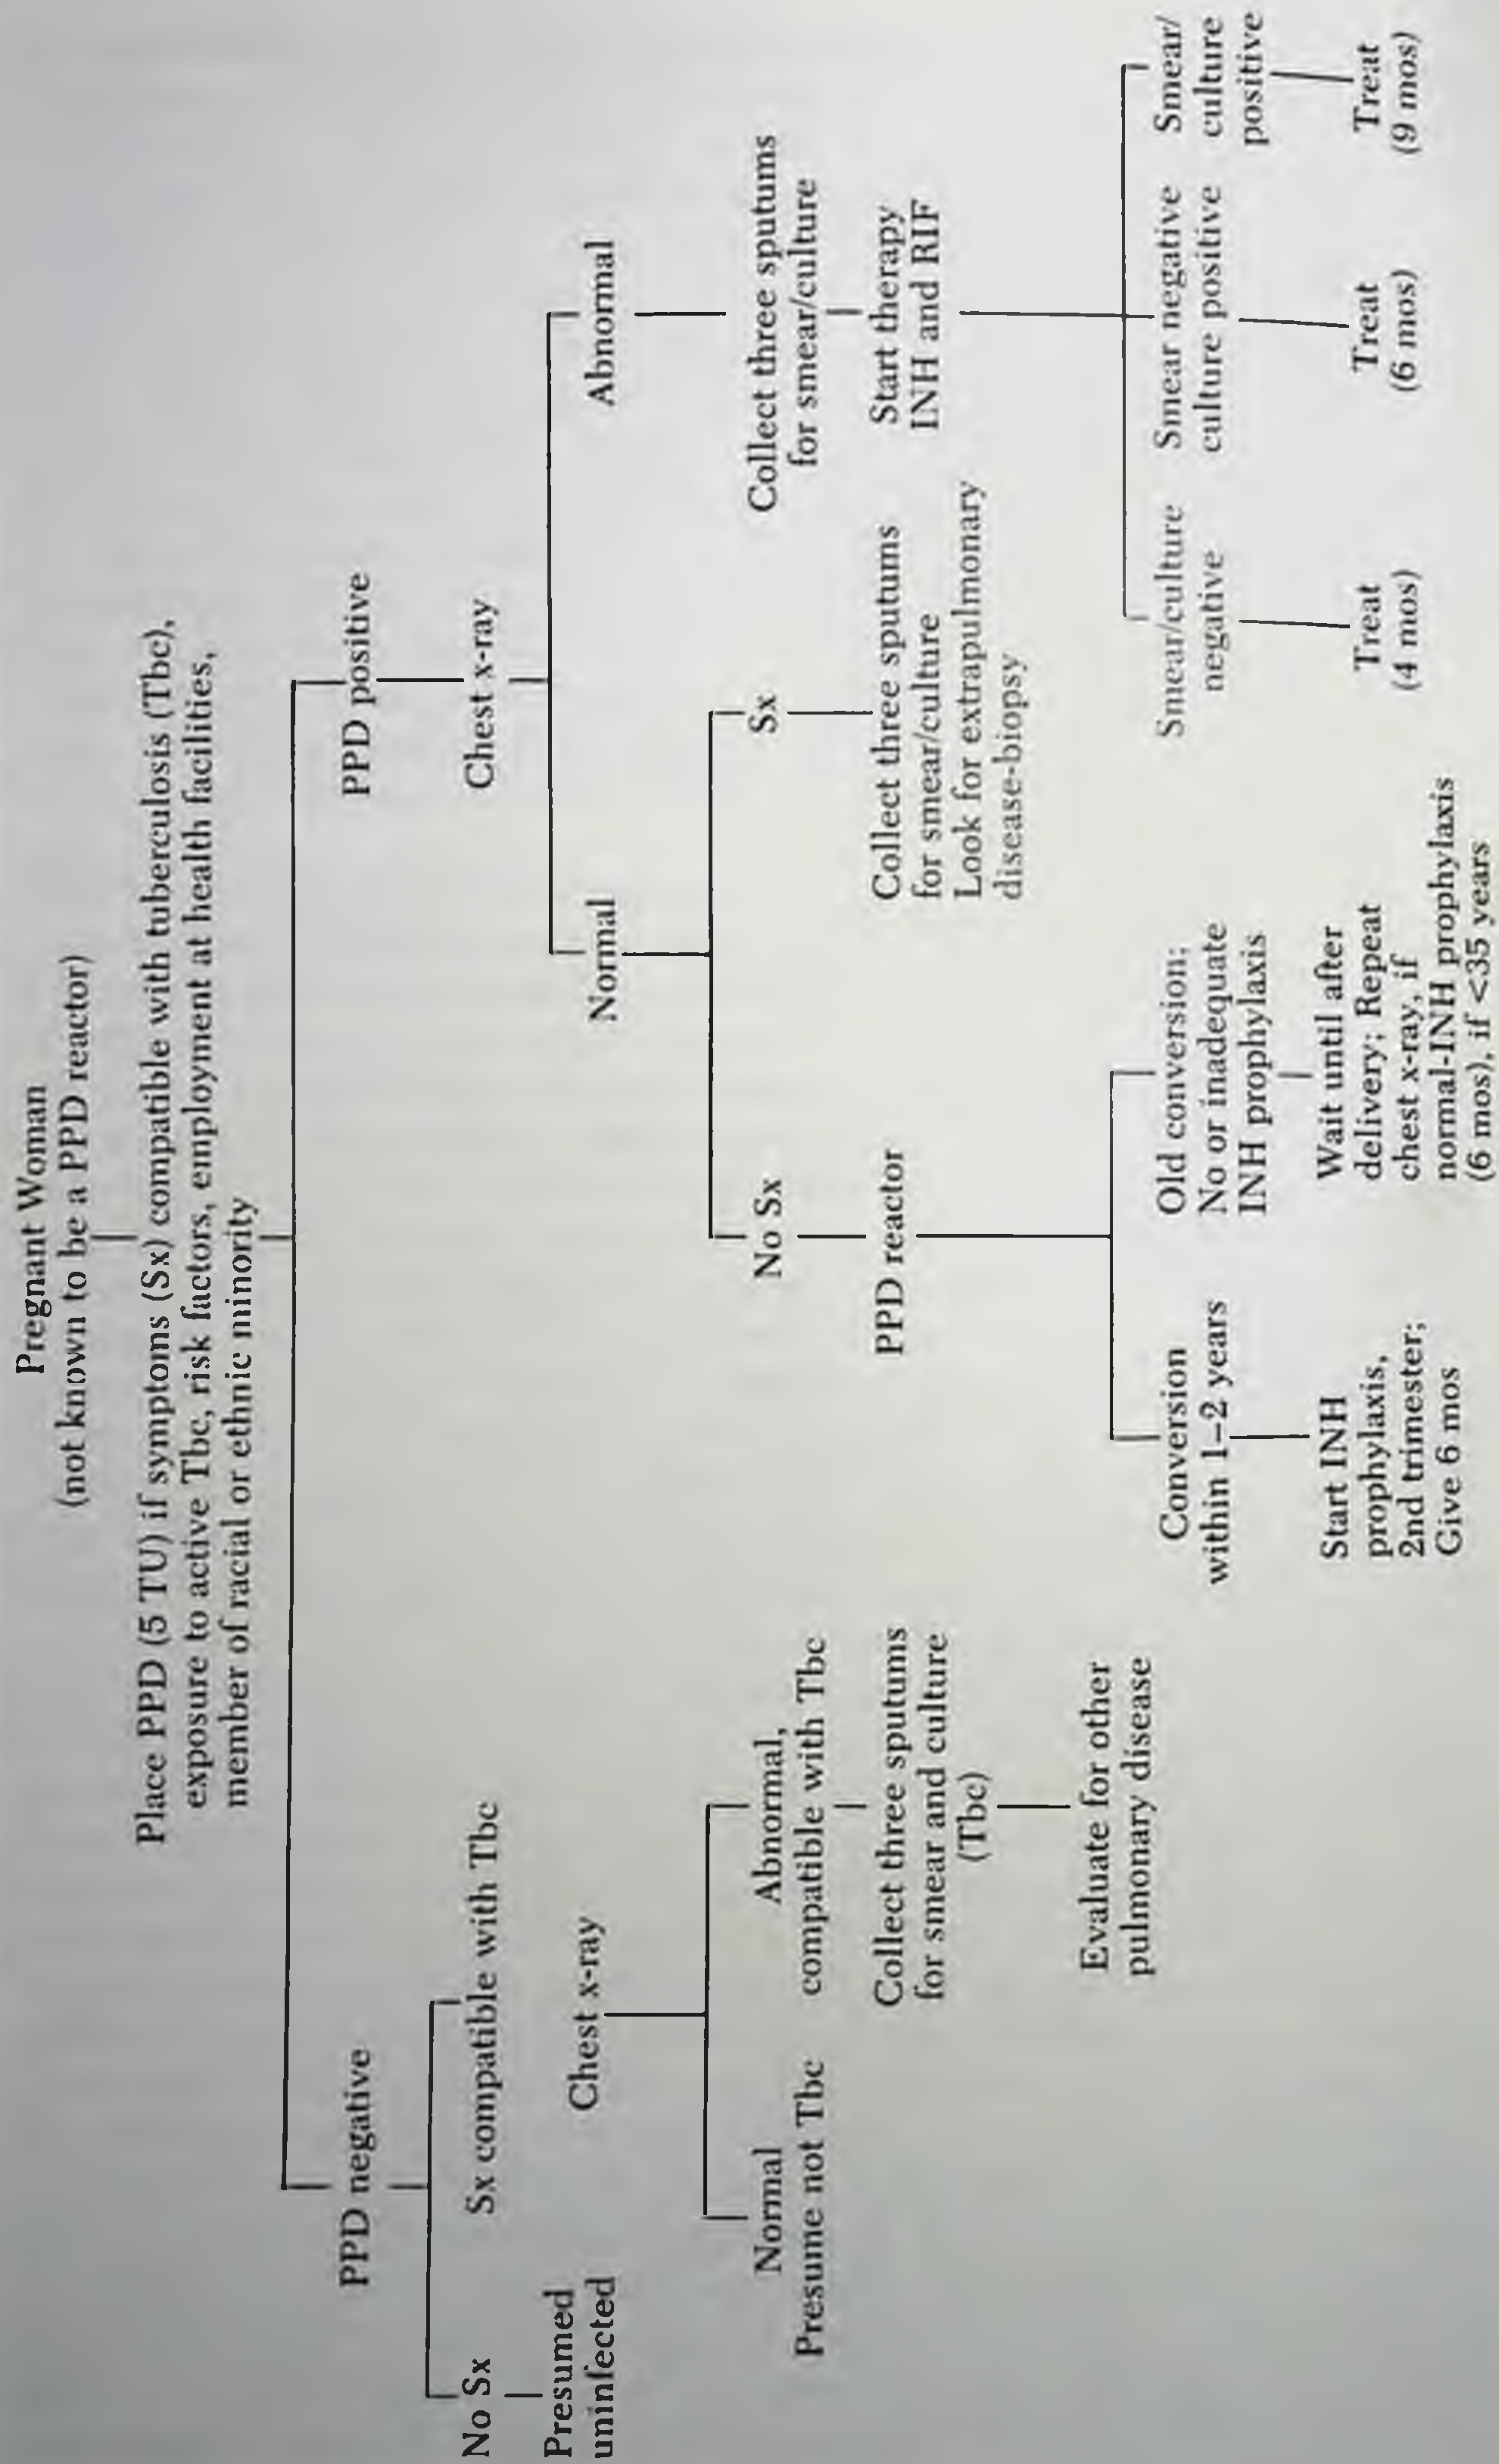 Pregnant Woman
(not known to be a PPD reactor)
Place PPD (5 TU) if symptoms (Sx) compatible with tuberculosis (Tbc),
exposure to active Tbc, risk factors, employment at health facilities,
member of racial or ethnic minority
PPD negative
No Sx
Presumed
uninfected
Sx compatible with Tbc
Chest x-ray
Normal
Presume not Tbc
Abnormal,
compatible with Tbc
Collect three sputums
for smear and culture
(Tbc)
Evaluate for other
pulmonary disease
PPD positive
Chest x-ray
Normal
No Sx
PPD reactor
Conversion
within 1–2 years
Start INH
prophylaxis,
2nd trimester;
Give 6 mos
Old conversion;
No or inadequate
INH prophylaxis
Wait until after
delivery; Repeat
chest x-ray, if
normal-INH prophylaxis
(6 mos), if <35 years
Sx
Collect three sputums
for smear/culture
Look for extrapulmonary
disease-biopsy
Abnormal
Collect three sputums
for smear/culture
Start therapy
INH and RIF
Smear/culture
negative
Treat
(4 mos)
Smear negative
culture positive
Treat
(6 mos)
Smear/
culture
positive
Treat
(9 mos)